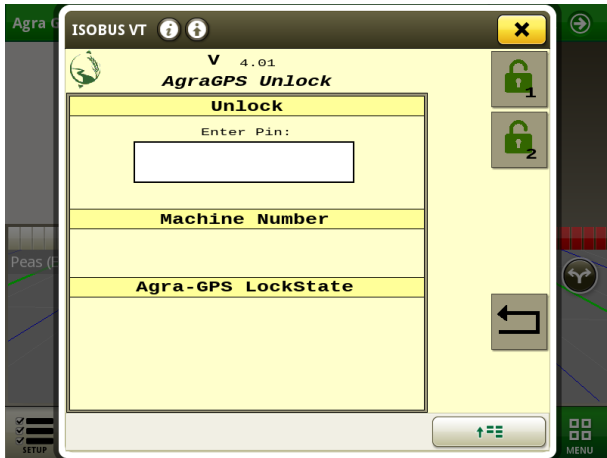 Agra G
ISOBUS VT
V 4.01
AgraGPS Unlock
Unlock
Enter Pin:
Machine Number
Agra-GPS LockState
1
2
Peas (E
SETUP
MENU